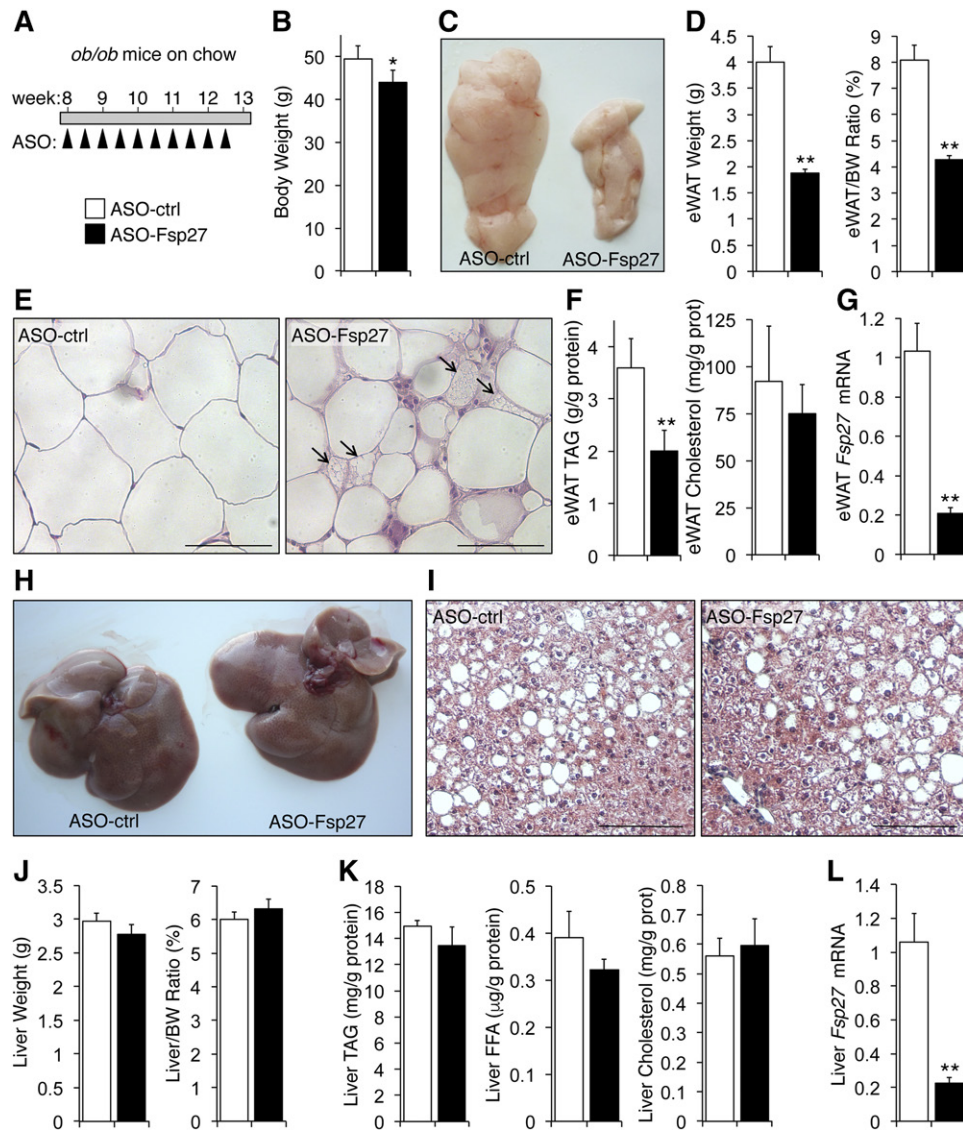 A
ob/ob mice on chow
week: 8 9 10 11 12 13
ASO:
ASO-ctrl
ASO-Fsp27
B
Body Weight (g)
50
40
30
20
10
0
*
C
ASO-ctrl
ASO-Fsp27
D
eWAT Weight (g)
4.5
4
3.5
3
2.5
2
1.5
1
0.5
0
**
eWAT/BW Ratio (%)
9
8
7
6
5
4
3
2
1
0
**
E
ASO-ctrl
ASO-Fsp27
F
eWAT TAG (g/g protein)
4
3
2
1
0
**
eWAT Cholesterol (mg/g prot)
125
100
75
50
25
0
G
eWAT Fsp27 mRNA
1.2
1
0.8
0.6
0.4
0.2
0
**
H
ASO-ctrl
ASO-Fsp27
I
ASO-ctrl
ASO-Fsp27
J
Liver Weight (g)
4
3.5
3
2.5
2
1.5
1
0.5
0
Liver/BW Ratio (%)
7
6
5
4
3
2
1
0
K
Liver TAG (mg/g protein)
18
16
14
12
10
8
6
4
2
0
Liver FFA (µg/g protein)
0.5
0.4
0.3
0.2
0.1
0
Liver Cholesterol (mg/g prot)
0.8
0.7
0.6
0.5
0.4
0.3
0.2
0.1
0
L
Liver Fsp27 mRNA
1.4
1.2
1
0.8
0.6
0.4
0.2
0
**